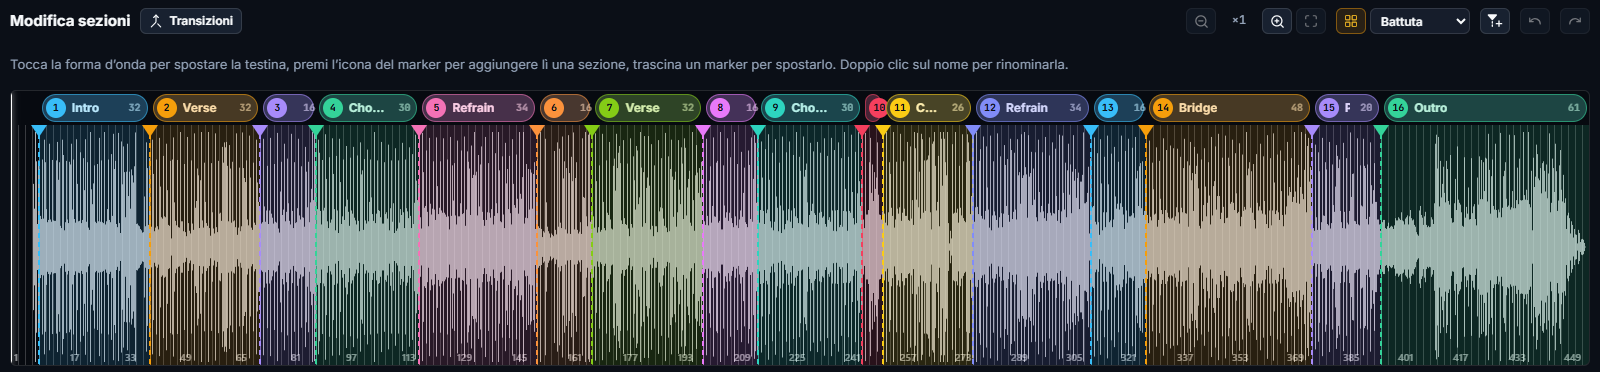 Modifica sezioni Transizioni ×1 Battuta
Tocca la forma d’onda per spostare la testina, premi l’icona del marker per aggiungere lì una sezione, trascina un marker per spostarlo. Doppio clic sul nome per rinominarla.
1 Intro 32 2 Verse 32 3 16 4 Cho... 30 5 Refrain 34 6 16 7 Verse 32 8 16 9 Cho... 30 10 11 C... 26 12 Refrain 34 13 16 14 Bridge 48 15 F 20 16 Outro 61
1 17 33 49 65 81 97 113 129 145 161 177 193 209 225 241 257 273 289 305 321 337 353 369 385 401 417 433 449